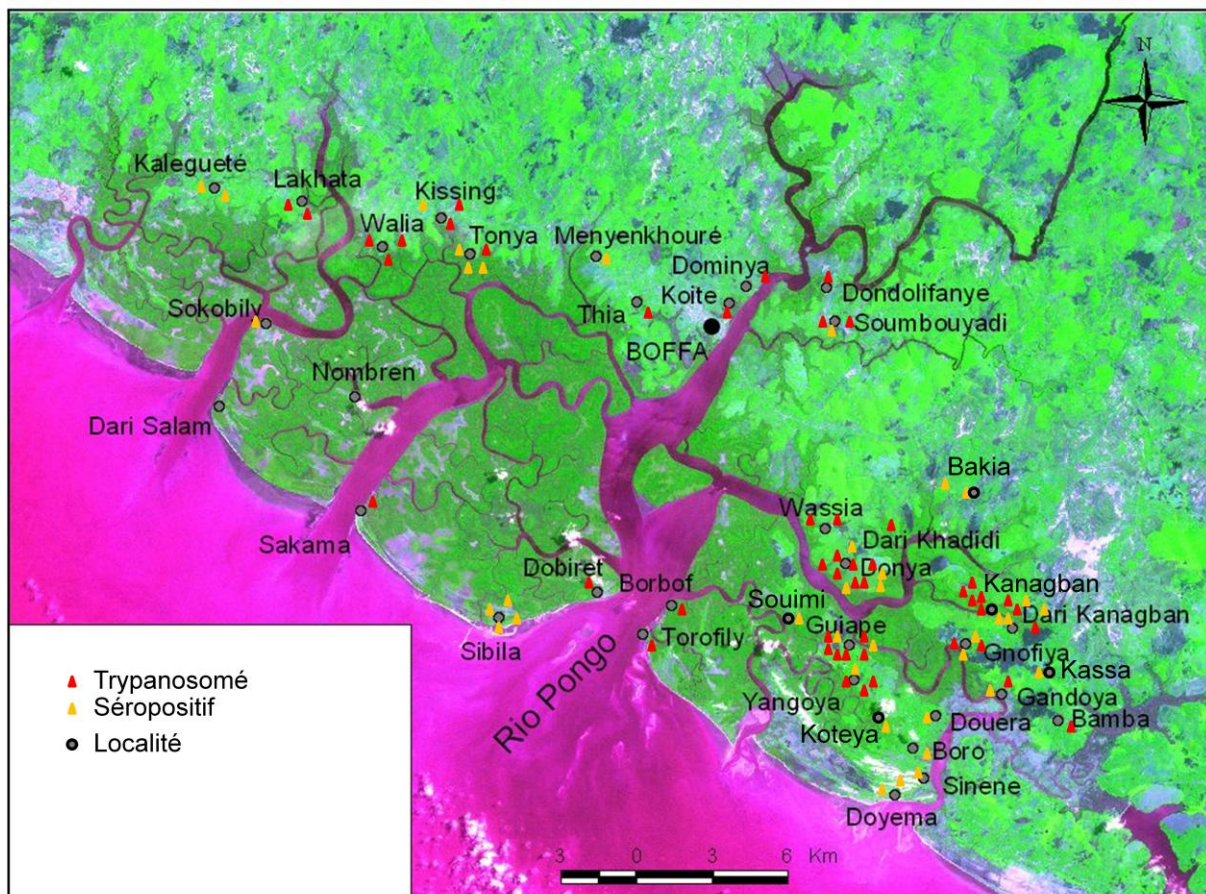 N
Kalegueté
Lakhata
Kissing
Walia
Tonya
Menyenkhouré
Dominya
Koite
Dondolifanye
Thia
Soumbouyadi
BOFFA
Sokobily
Nombren
Dari Salam
Bakia
Sakama
Wassia
Dari Khadidi
Dobiret
Donya
Borbof
Kanagban
Souimi
Dari Kanagban
Guiape
Sibila
Torofily
Gnofiya
Kassa
Rio Pongo
Yangoya
Gandoya
Koteya
Douera
Bamba
Boro
Sinene
Doyema
Trypanosomé
Séropositif
Localité
3 0 3 6 Km